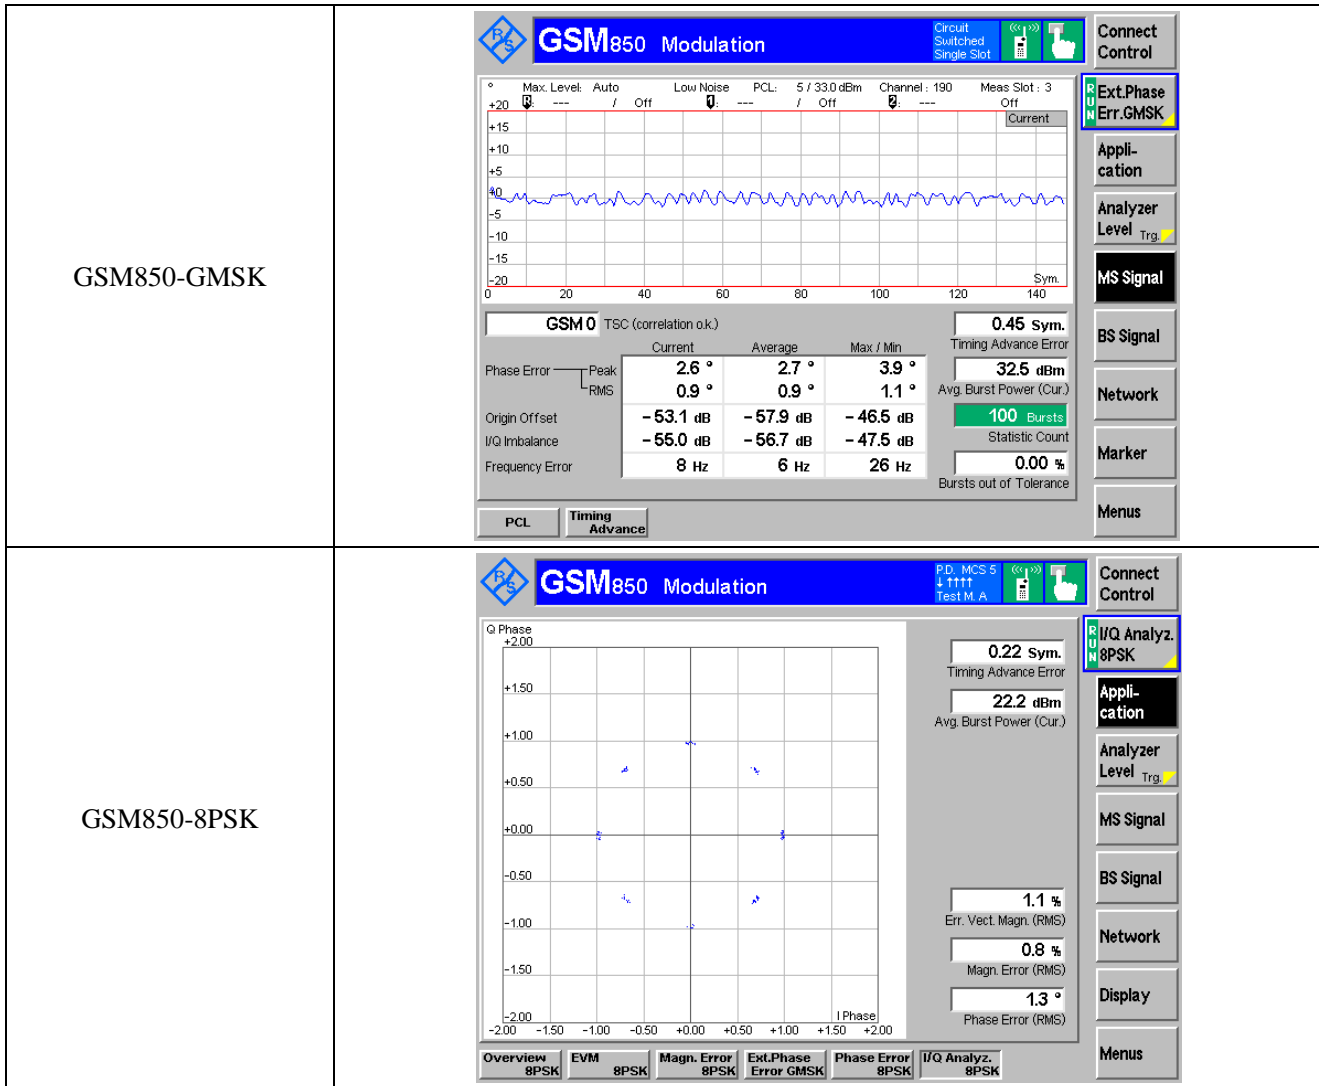 GSM850-GMSK
R/S
GSM850 Modulation
Circuit
Switched
Single Slot
Connect
Control
° Max. Level: Auto Low Noise PCL: 5 / 33.0 dBm Channel : 190 Meas Slot : 3
R: --- / Off 1: --- / Off 2: --- Off
Current
+20
+15
+10
+5
±0
-5
-10
-15
-20
Sym.
0 20 40 60 80 100 120 140
GSM 0 TSC (correlation o.k.)
0.45 Sym.
Timing Advance Error
Current Average Max / Min
Phase Error Peak 2.6 ° 2.7 ° 3.9 °
RMS 0.9 ° 0.9 ° 1.1 °
32.5 dBm
Avg. Burst Power (Cur.)
Origin Offset -53.1 dB -57.9 dB -46.5 dB
100 Bursts
Statistic Count
I/Q Imbalance -55.0 dB -56.7 dB -47.5 dB
Frequency Error 8 Hz 6 Hz 26 Hz
0.00 %
Bursts out of Tolerance
RUN
Ext.Phase
Err.GMSK
Appli-
cation
Analyzer
Level Trg.
MS Signal
BS Signal
Network
Marker
Menus
PCL
Timing
Advance
GSM850-8PSK
R/S
GSM850 Modulation
P.D. MCS 5
↓ ↑↑↑↑
Test M. A
Connect
Control
Q Phase
+2.00
+1.50
+1.00
+0.50
+0.00
-0.50
-1.00
-1.50
-2.00
I Phase
-2.00 -1.50 -1.00 -0.50 +0.00 +0.50 +1.00 +1.50 +2.00
0.22 Sym.
Timing Advance Error
22.2 dBm
Avg. Burst Power (Cur.)
1.1 %
Err. Vect. Magn. (RMS)
0.8 %
Magn. Error (RMS)
1.3 °
Phase Error (RMS)
RUN
I/Q Analyz.
8PSK
Appli-
cation
Analyzer
Level Trg.
MS Signal
BS Signal
Network
Display
Menus
Overview
8PSK
EVM
8PSK
Magn. Error
8PSK
Ext.Phase
Error GMSK
Phase Error
8PSK
I/Q Analyz.
8PSK